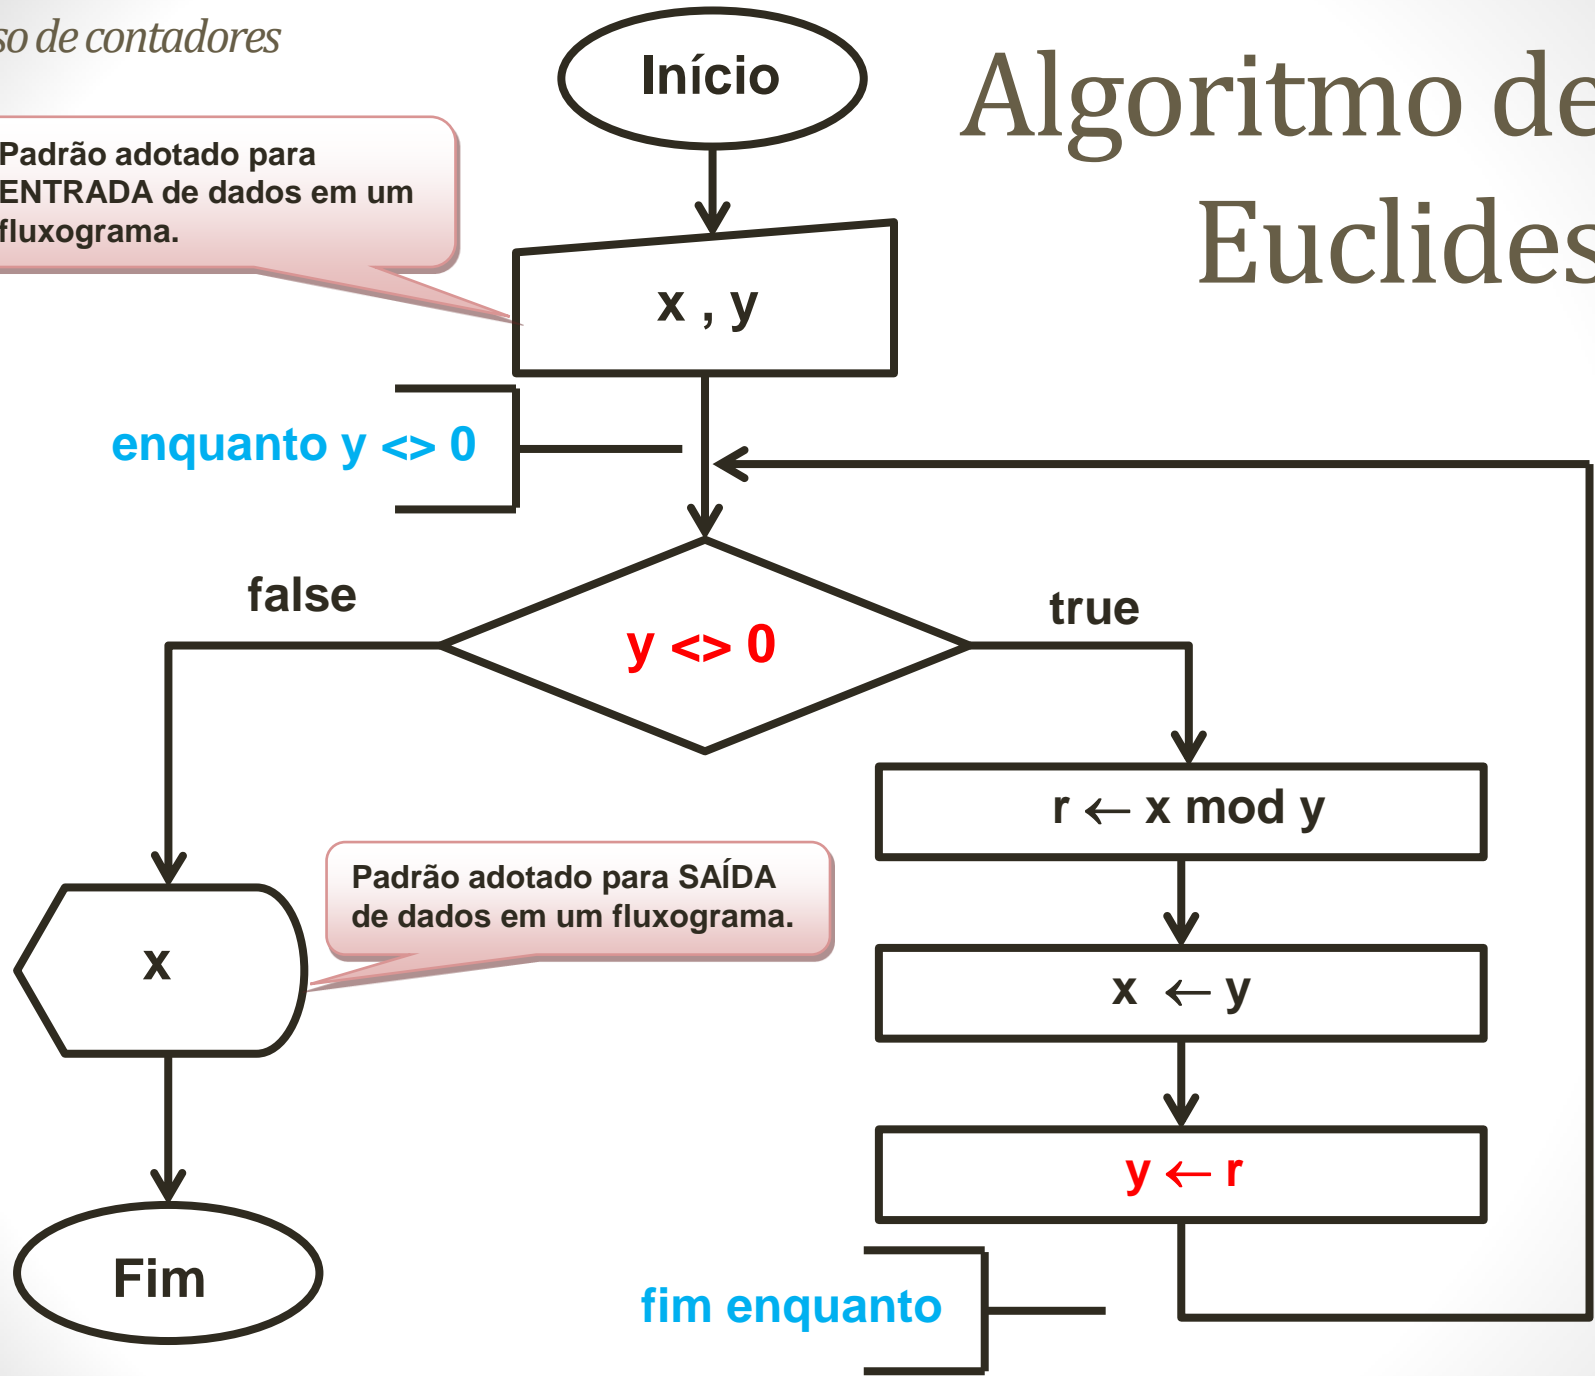 so de contadores
Início
Algoritmo de
Euclides
Padrão adotado para
ENTRADA de dados em um
fluxograma.
x , y
enquanto y <> 0
false
true
y <> 0
r ← x mod y
Padrão adotado para SAÍDA
de dados em um fluxograma.
x
x ← y
y ← r
Fim
fim enquanto